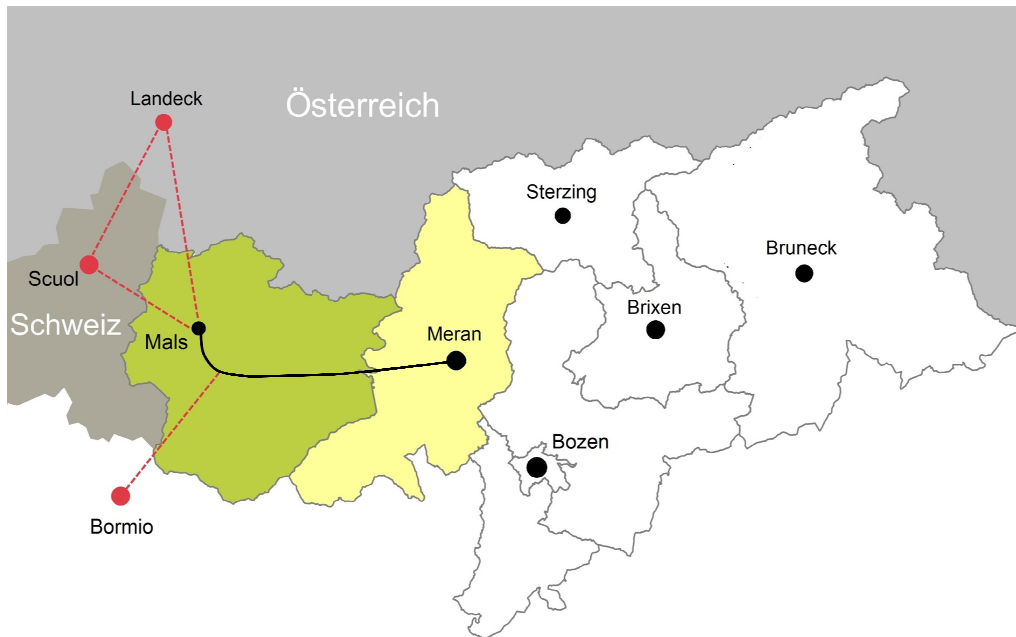 Landeck
Österreich
Sterzing
Bruneck
Scuol
Brixen
Schweiz
Mals
Meran
Bozen
Bormio